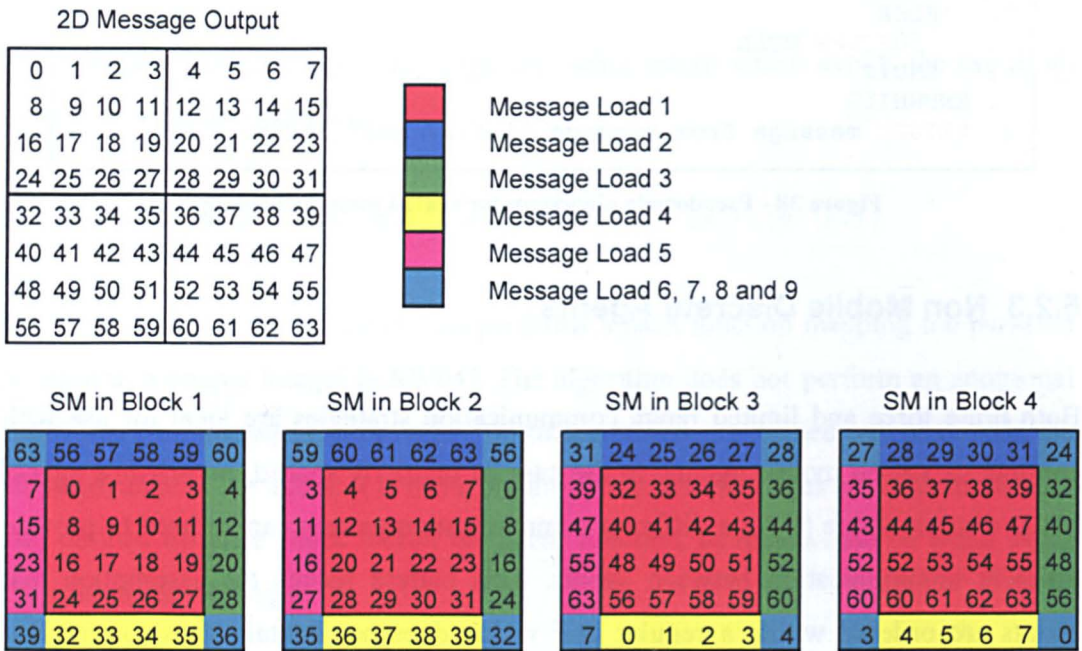 2D Message Output
0 1 2 3 4 5 6 7
8 9 10 11 12 13 14 15
16 17 18 19 20 21 22 23
24 25 26 27 28 29 30 31
32 33 34 35 36 37 38 39
40 41 42 43 44 45 46 47
48 49 50 51 52 53 54 55
56 57 58 59 60 61 62 63
Message Load 1
Message Load 2
Message Load 3
Message Load 4
Message Load 5
Message Load 6, 7, 8 and 9
SM in Block 1
63 56 57 58 59 60
7 0 1 2 3 4
15 8 9 10 11 12
23 16 17 18 19 20
31 24 25 26 27 28
39 32 33 34 35 36
SM in Block 2
59 60 61 62 63 56
3 4 5 6 7 0
11 12 13 14 15 8
16 20 21 22 23 16
27 28 29 30 31 24
35 36 37 38 39 32
SM in Block 3
31 24 25 26 27 28
39 32 33 34 35 36
47 40 41 42 43 44
55 48 49 50 51 52
63 56 57 58 59 60
7 0 1 2 3 4
SM in Block 4
27 28 29 30 31 24
35 36 37 38 39 32
43 44 45 46 47 40
52 52 53 54 55 48
60 60 61 62 63 56
3 4 5 6 7 0